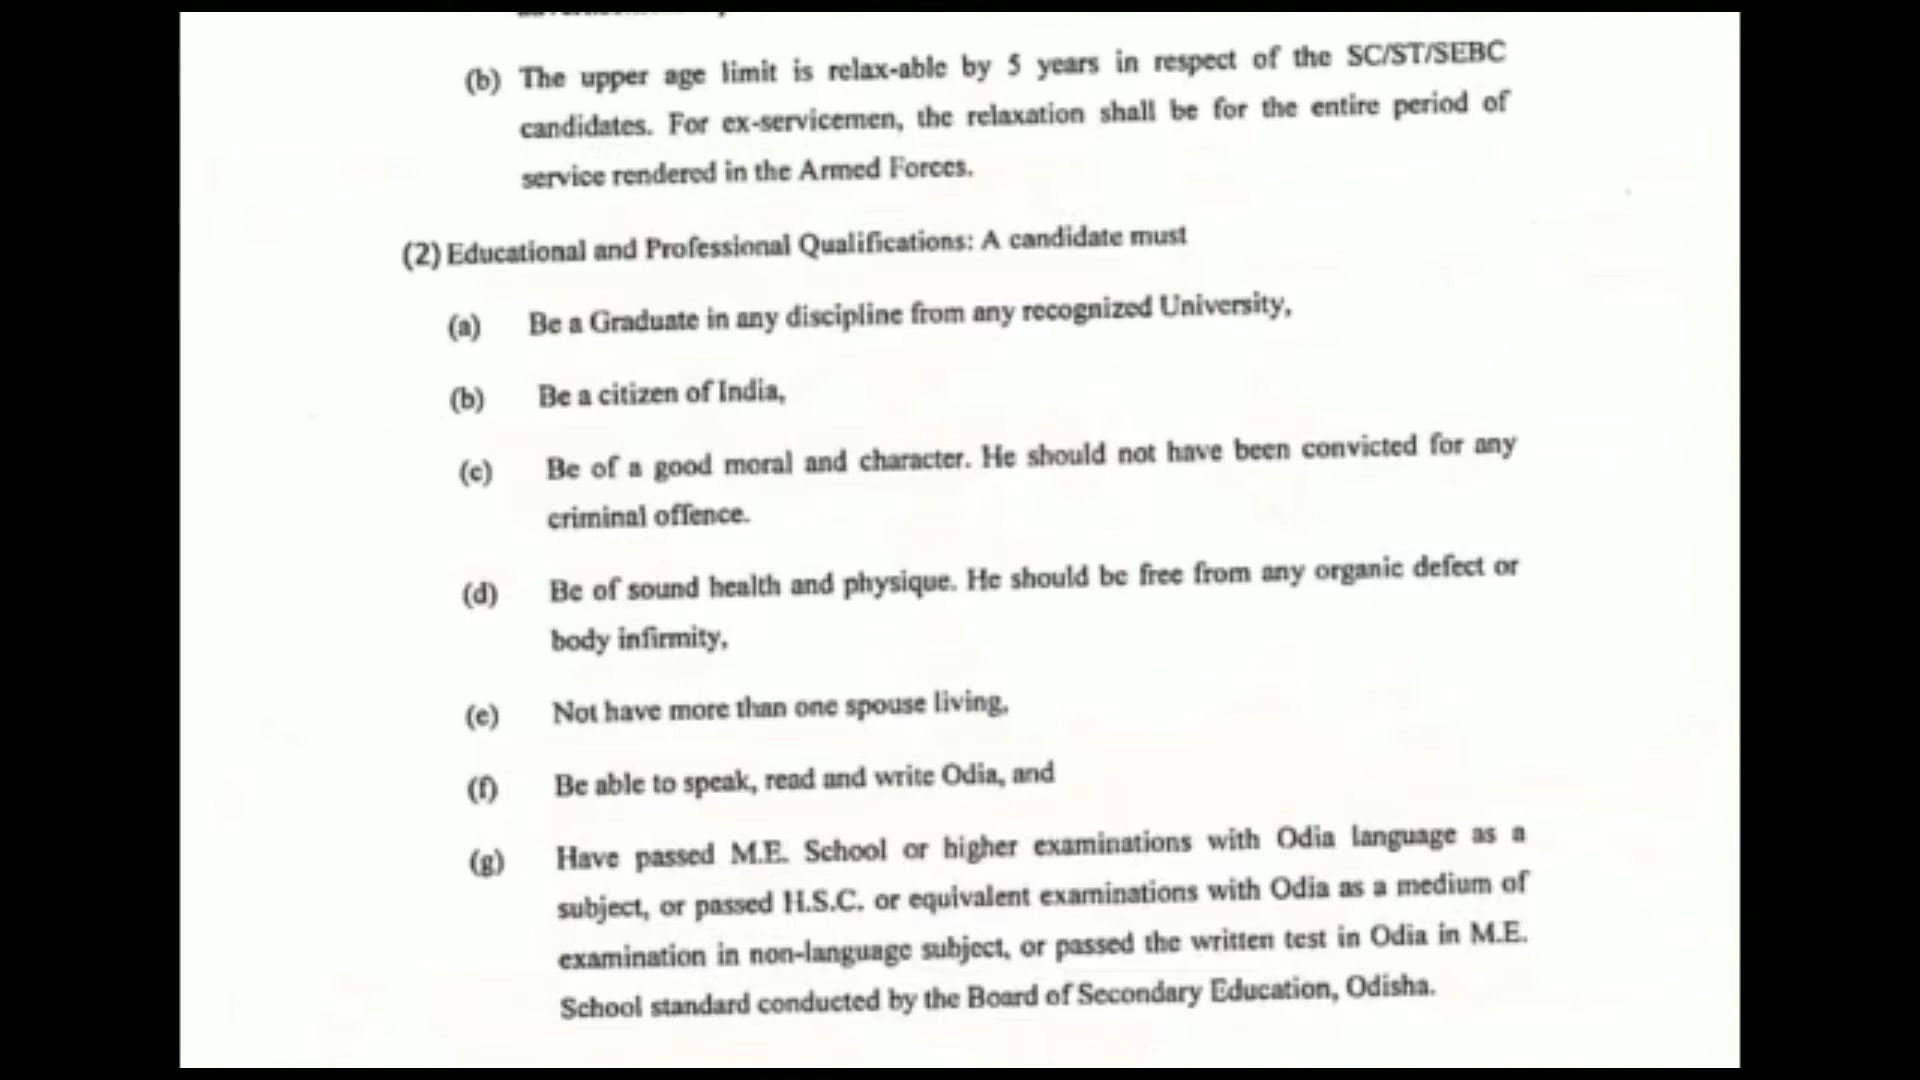 (b) The upper age limit is relax-able by 5 years in respect of the SC/ST/SEBC
candidates. For ex-servicemen, the relaxation shall be for the entire period of
service rendered in the Armed Forces.
(2) Educational and Professional Qualifications: A candidate must
(a) Be a Graduate in any discipline from any recognized University,
(b) Be a citizen of India,
(c) Be of a good moral and character. He should not have been convicted for any
criminal offence.
(d) Be of sound health and physique. He should be free from any organic defect or
body infirmity,
(e) Not have more than one spouse living,
(f) Be able to speak, read and write Odia, and
(g) Have passed M.E. School or higher examinations with Odia language as a
subject, or passed H.S.C. or equivalent examinations with Odia as a medium of
examination in non-language subject, or passed the written test in Odia in M.E.
School standard conducted by the Board of Secondary Education, Odisha.